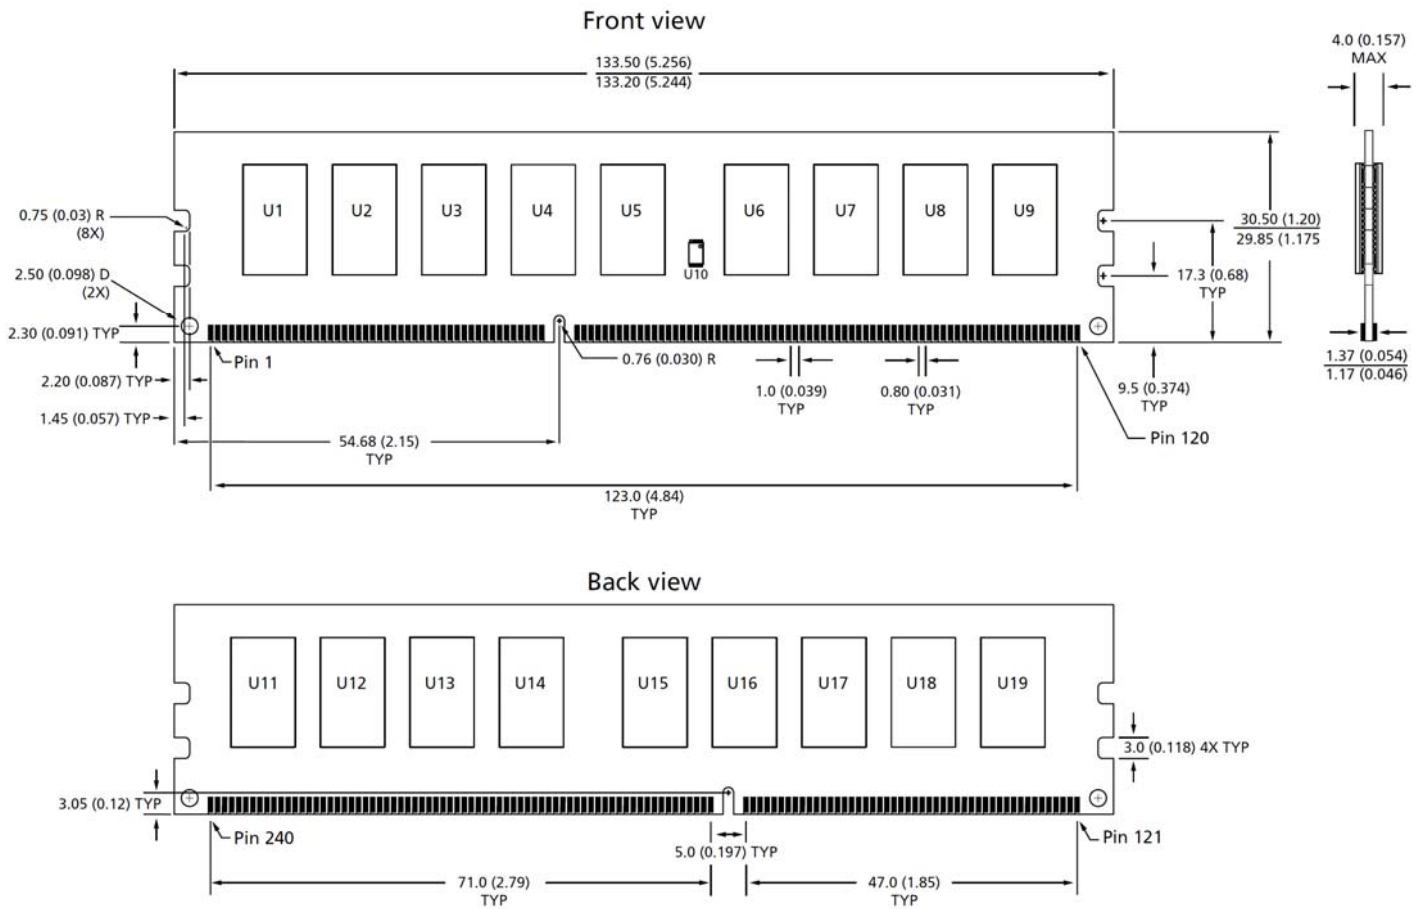 Front view
133.50 (5.256)
133.20 (5.244)
4.0 (0.157)
MAX
U1
U2
U3
U4
U5
U6
U7
U8
U9
U10
0.75 (0.03) R
(8X)
2.50 (0.098) D
(2X)
2.30 (0.091) TYP
2.20 (0.087) TYP
1.45 (0.057) TYP
Pin 1
0.76 (0.030) R
1.0 (0.039)
TYP
0.80 (0.031)
TYP
30.50 (1.20)
29.85 (1.175
17.3 (0.68)
TYP
9.5 (0.374)
TYP
1.37 (0.054)
1.17 (0.046)
Pin 120
54.68 (2.15)
TYP
123.0 (4.84)
TYP
Back view
U11
U12
U13
U14
U15
U16
U17
U18
U19
3.0 (0.118) 4X TYP
3.05 (0.12) TYP
Pin 240
Pin 121
5.0 (0.197) TYP
71.0 (2.79)
TYP
47.0 (1.85)
TYP